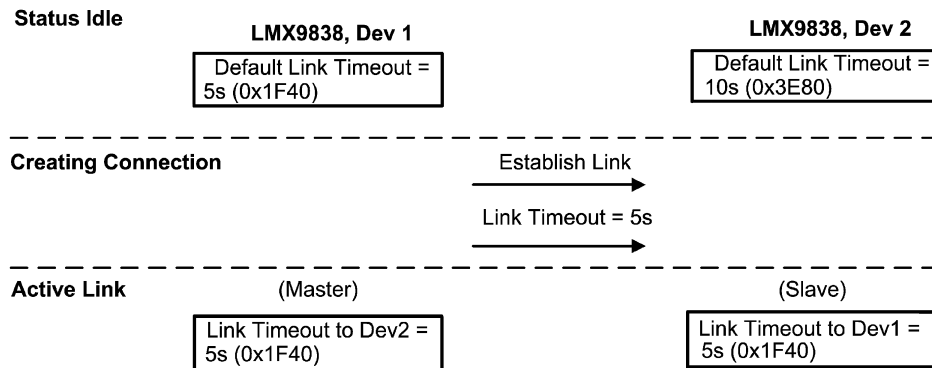 Status Idle
LMX9838, Dev 1
LMX9838, Dev 2
Default Link Timeout =
5s (0x1F40)
Default Link Timeout =
10s (0x3E80)
Creating Connection
Establish Link
Link Timeout = 5s
Active Link
(Master)
(Slave)
Link Timeout to Dev2 =
5s (0x1F40)
Link Timeout to Dev1 =
5s (0x1F40)